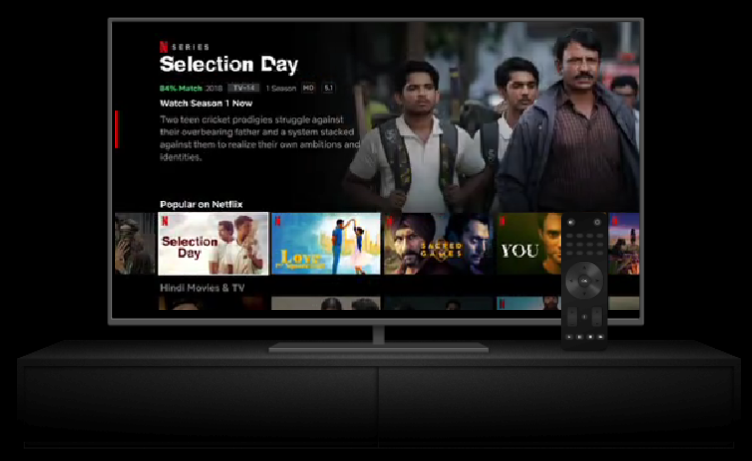 N SERIES
Selection Day
84% Match 2018 TV-14 1 Season HD 5.1
Watch Season 1 Now
Two teen cricket prodigies struggle against
their overbearing father and a system stacked
against them to realize their own ambitions and
identities.
Popular on Netflix
N
Selection
Day
N
Love
N
SACRED
GAMES
N
YOU
N
Hindi Movies & TV
OK